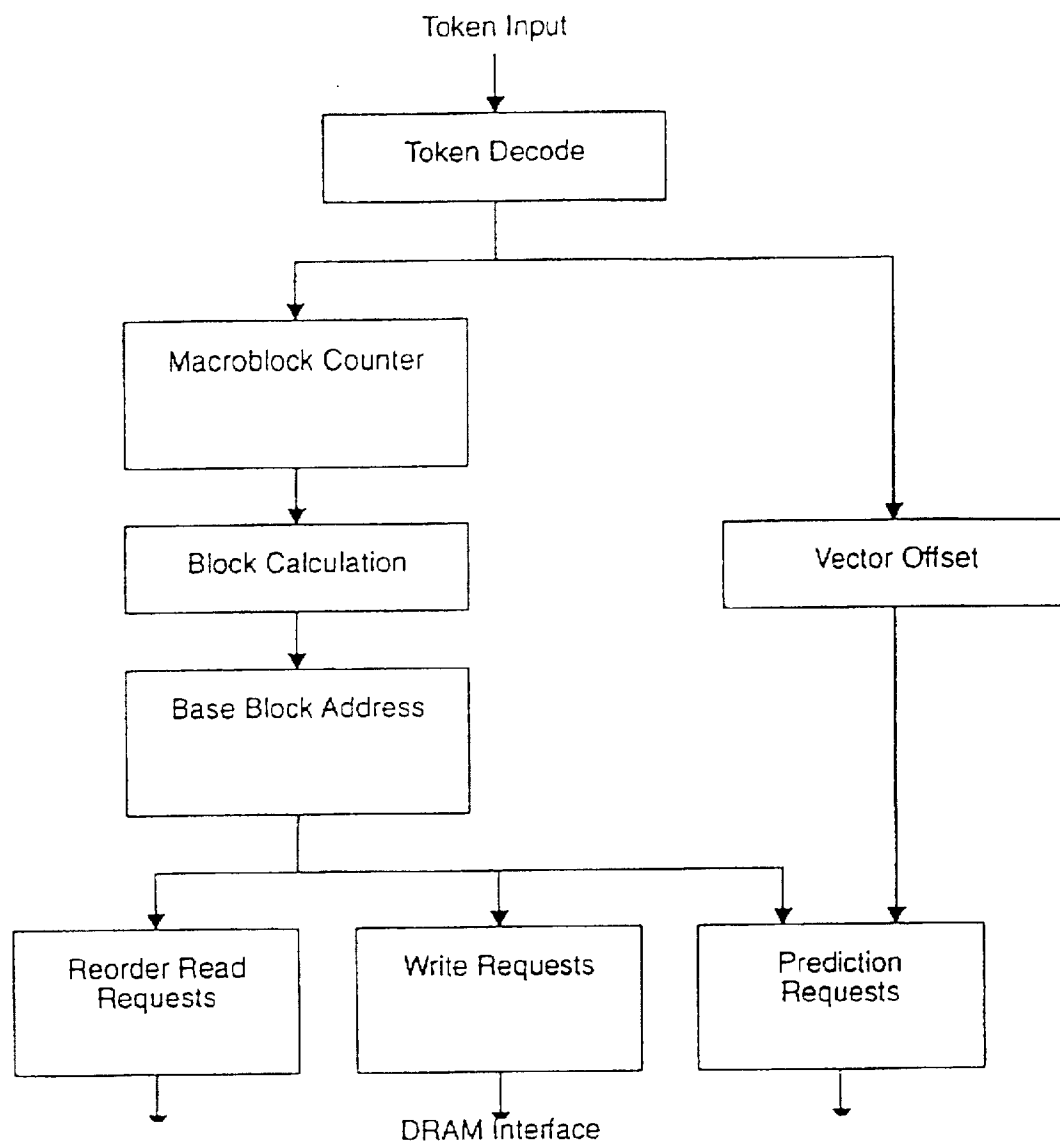 Token Input
Token Decode
Macroblock Counter
Block Calculation
Vector Offset
Base Block Address
Reorder Read
Requests
Write Requests
Prediction
Requests
DRAM Interface